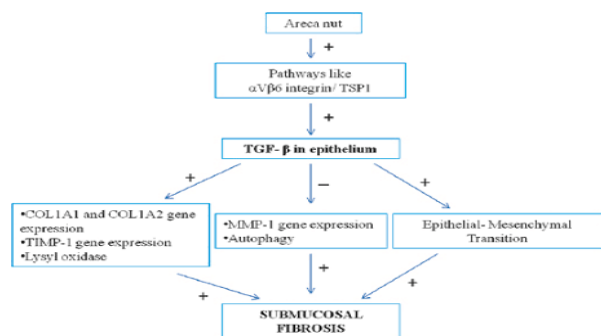 Areca nut
+
Pathways like
αVβ6 integrin/ TSP1
+
TGF- β in epithelium
+
–
+
•COL1A1 and COL1A2 gene
expression
•TIMP-1 gene expression
•Lysyl oxidase
•MMP-1 gene expression
•Autophagy
Epithelial- Mesenchymal
Transition
+
+
+
SUBMUCOSAL
FIBROSIS